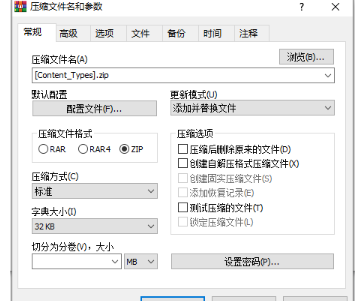 压缩文件名和参数
常规 高级 选项 文件 备份 时间 注释
压缩文件名(A) 浏览(B)...
[Content_Types].zip
默认配置 更新模式(U)
配置文件(F)... 添加并替换文件
压缩文件格式 压缩选项
RAR RAR4 ZIP 压缩后删除原来的文件(D)
创建自解压格式压缩文件(X)
压缩方式(C) 创建固实压缩文件(S)
标准 添加恢复记录(E)
字典大小(I) 测试压缩的文件(T)
32 KB 锁定压缩文件(L)
切分为分卷(V)，大小
MB 设置密码(P)...